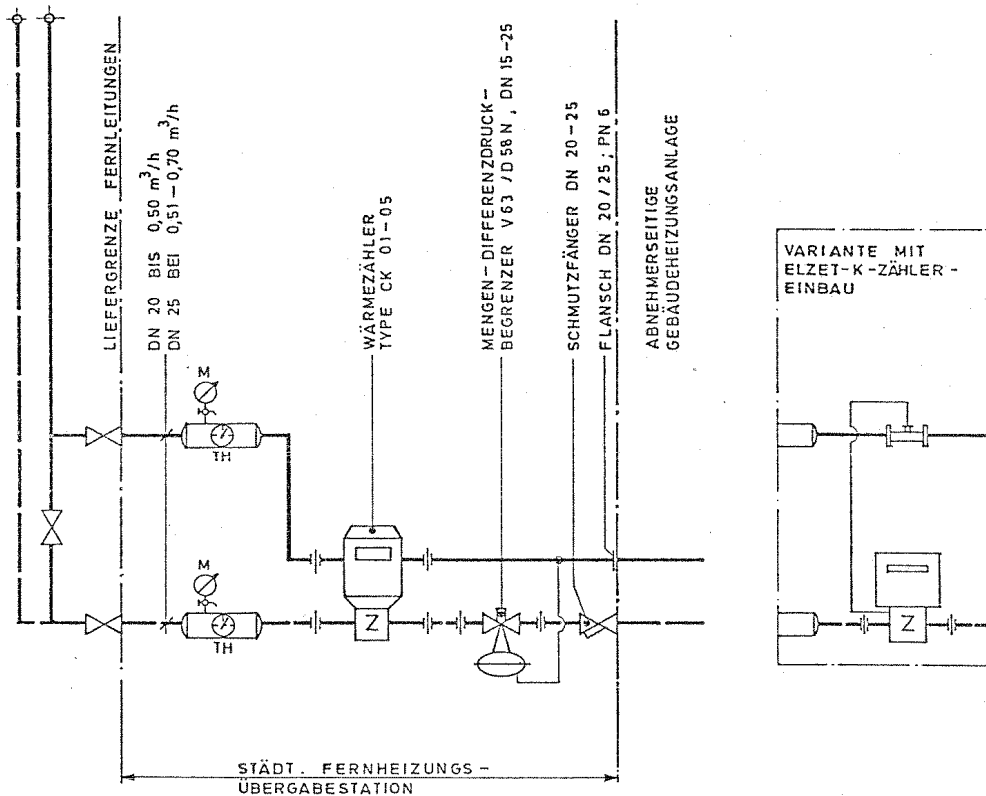 LIEFERGRENZE FERNLEITUNGEN
DN 20 BIS 0,50 m³/h
DN 25 BEI 0,51-0,70 m³/h
WÄRMEZÄHLER
TYPE CK 01-05
MENGEN-DIFFERENZDRUCK-
BEGRENZER V63 / D58N, DN 15-25
SCHMUTZFÄNGER DN 20-25
FLANSCH DN 20/25; PN 6
ABNEHMERSEITIGE
GEBÄUDEHEIZUNGSANLAGE
VARIANTE MIT
ELZET-K-ZÄHLER-
EINBAU
M
TH
M
TH
Z
Z
STÄDT. FERNHEIZUNGS-
ÜBERGABESTATION